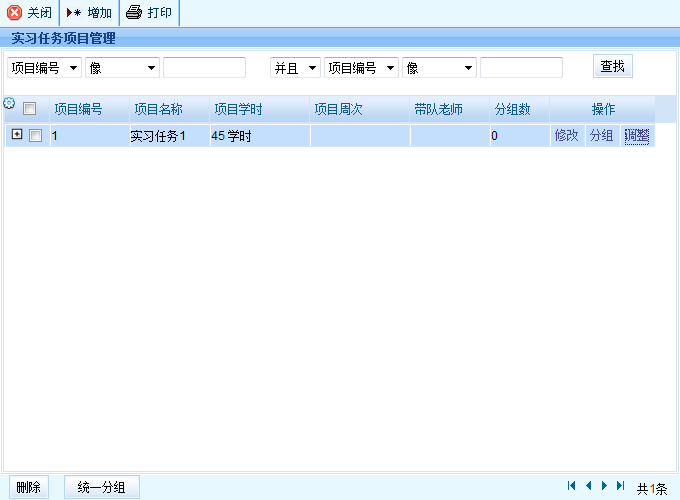 关闭 增加 打印
实习任务项目管理
项目编号 像 并且 项目编号 像 查找
项目编号 项目名称 项目学时 项目周次 带队老师 分组数 操作
1 实习任务1 45 学时 0 修改 分组 调整
删除 统一分组 共1条